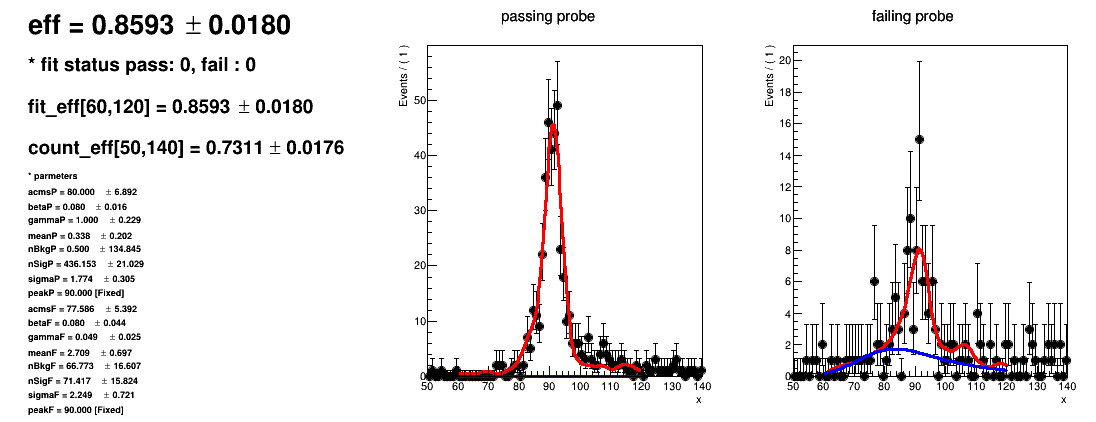 eff = 0.8593 ± 0.0180
* fit status pass: 0, fail : 0
fit_eff[60,120] = 0.8593 ± 0.0180
count_eff[50,140] = 0.7311 ± 0.0176
* parmeters
acmsP = 80.000 ± 6.892
betaP = 0.080 ± 0.016
gammaP = 1.000 ± 0.229
meanP = 0.338 ± 0.202
nBkgP = 0.500 ± 134.845
nSigP = 436.153 ± 21.029
sigmaP = 1.774 ± 0.305
peakP = 90.000 [Fixed]
acmsF = 77.586 ± 5.392
betaF = 0.080 ± 0.044
gammaF = 0.049 ± 0.025
meanF = 2.709 ± 0.697
nBkgF = 66.773 ± 16.607
nSigF = 71.417 ± 15.824
sigmaF = 2.249 ± 0.721
peakF = 90.000 [Fixed]
passing probe
Events / ( 1 )
50
40
30
20
10
0
50 60 70 80 90 100 110 120 130 140
x
failing probe
Events / ( 1 )
20
18
16
14
12
10
8
6
4
2
0
50 60 70 80 90 100 110 120 130 140
x